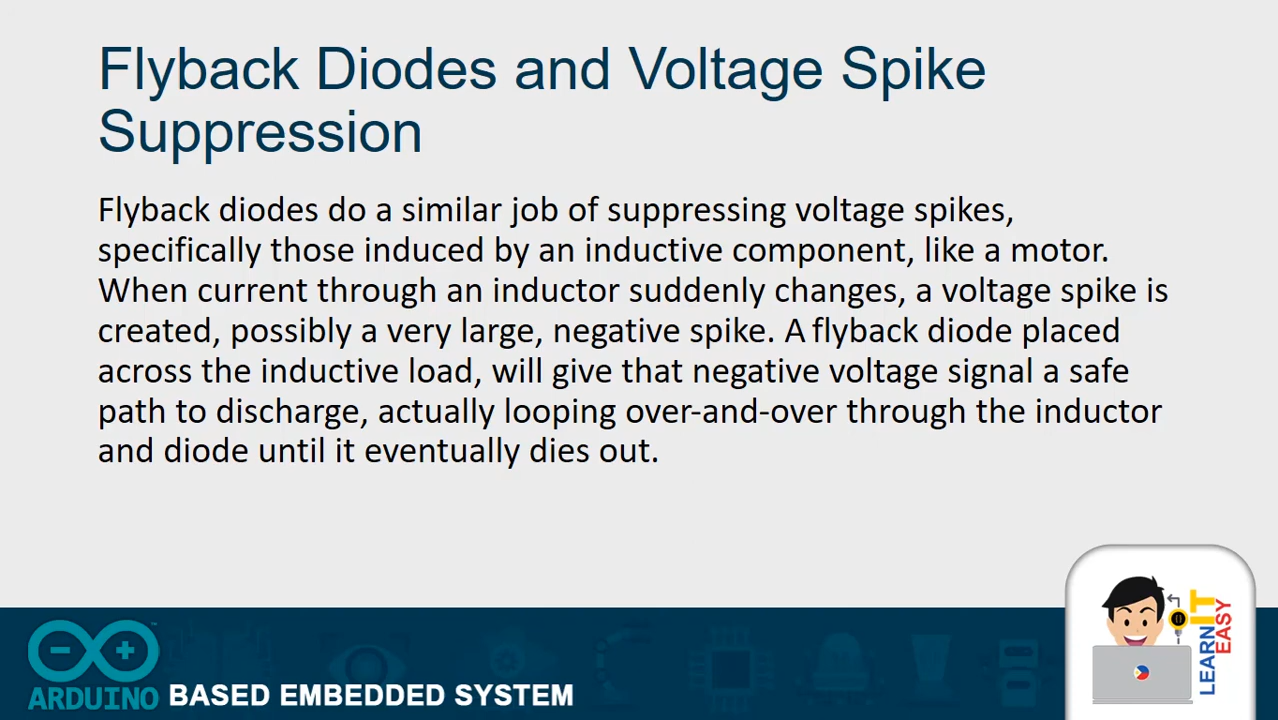 Flyback Diodes and Voltage Spike
Suppression
Flyback diodes do a similar job of suppressing voltage spikes,
specifically those induced by an inductive component, like a motor.
When current through an inductor suddenly changes, a voltage spike is
created, possibly a very large, negative spike. A flyback diode placed
across the inductive load, will give that negative voltage signal a safe
path to discharge, actually looping over-and-over through the inductor
and diode until it eventually dies out.
ARDUINO BASED EMBEDDED SYSTEM
LEARN IT EASY